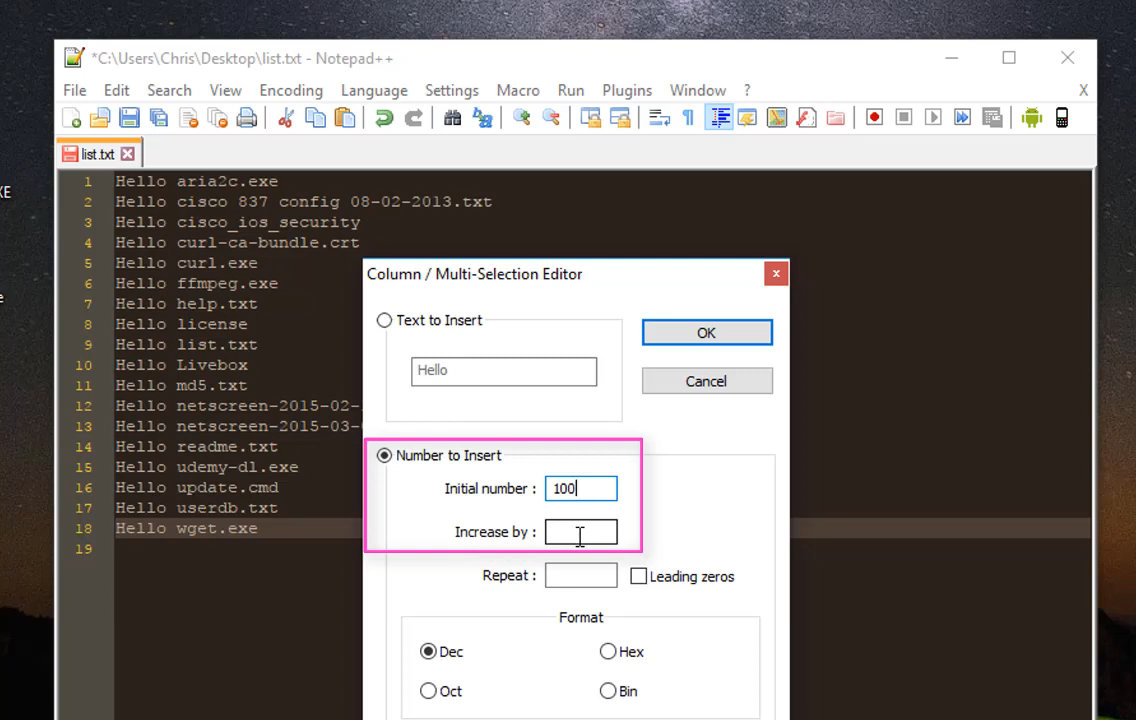 *C:\Users\Chris\Desktop\list.txt - Notepad++
File Edit Search View Encoding Language Settings Macro Run Plugins Window ? X
list.txt
XE
1 Hello aria2c.exe
2 Hello cisco 837 config 08-02-2013.txt
3 Hello cisco_ios_security
4 Hello curl-ca-bundle.crt
5 Hello curl.exe
6 Hello ffmpeg.exe
7 Hello help.txt
8 Hello license
9 Hello list.txt
10 Hello Livebox
11 Hello md5.txt
12 Hello netscreen-2015-02-
13 Hello netscreen-2015-03-
14 Hello readme.txt
15 Hello udemy-dl.exe
16 Hello update.cmd
17 Hello userdb.txt
18 Hello wget.exe
19
e
Column / Multi-Selection Editor
x
Text to Insert
Hello
OK
Cancel
Number to Insert
Initial number : 100
Increase by :
Repeat :
Leading zeros
Format
Dec Hex
Oct Bin